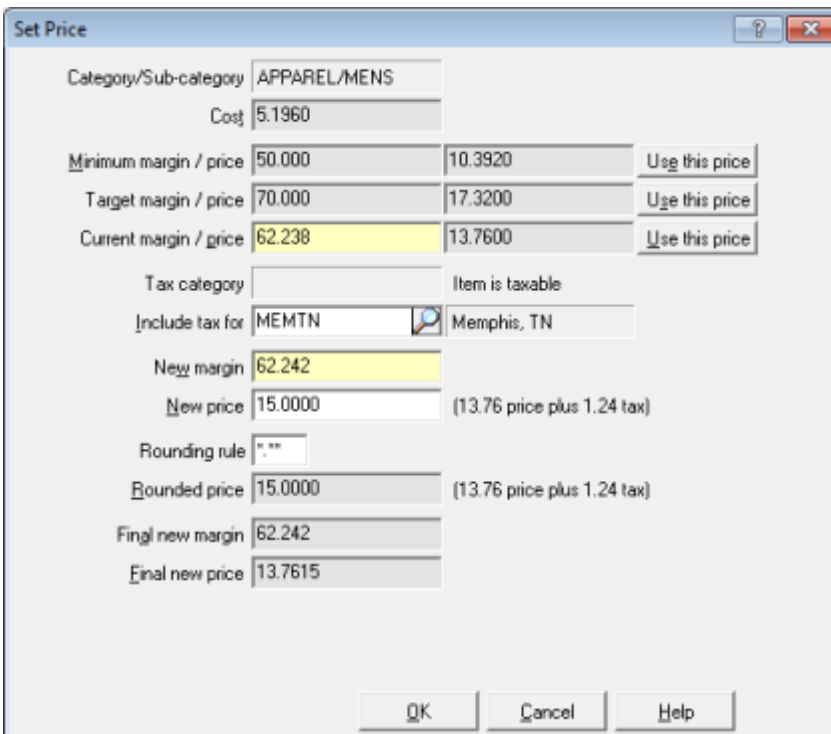 Set Price
Category/Sub-category APPAREL/MENS
Cost 5.1960
Minimum margin / price 50.000 10.3920 Use this price
Target margin / price 70.000 17.3200 Use this price
Current margin / price 62.238 13.7600 Use this price
Tax category Item is taxable
Include tax for MEMTN Memphis, TN
New margin 62.242
New price 15.0000 (13.76 price plus 1.24 tax)
Rounding rule *.**
Rounded price 15.0000 (13.76 price plus 1.24 tax)
Final new margin 62.242
Final new price 13.7615
OK Cancel Help